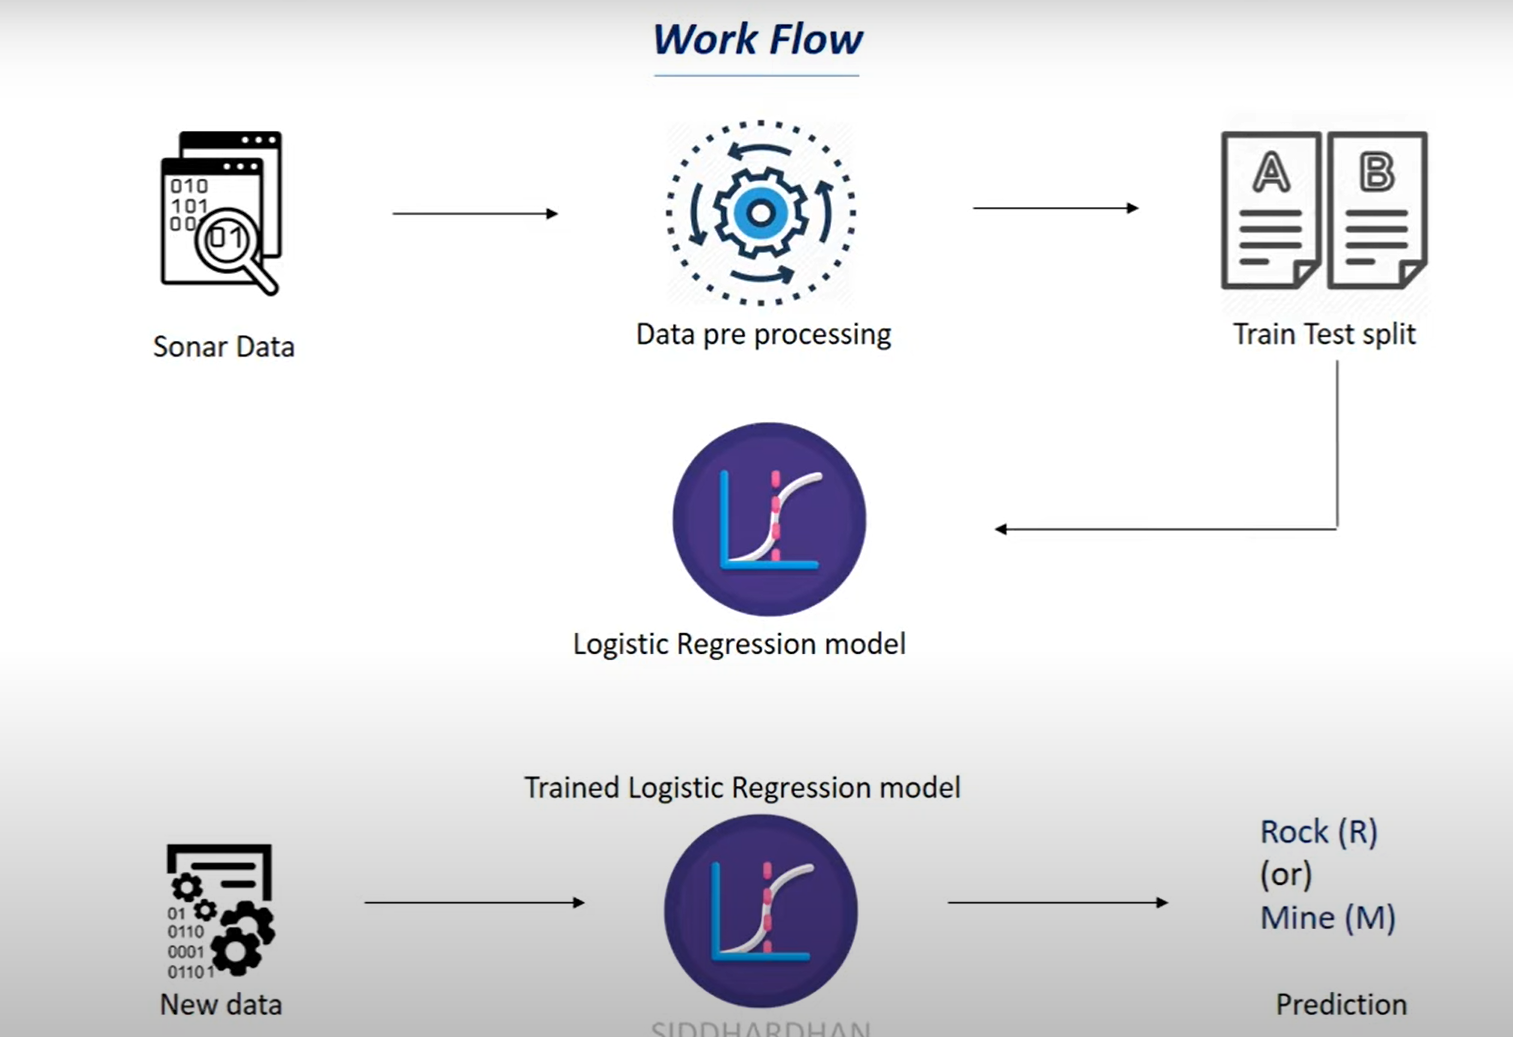 Work Flow
010
101
00
01
A
B
Sonar Data
Data pre processing
Train Test split
Logistic Regression model
Trained Logistic Regression model
Rock (R)
(or)
Mine (M)
01
0110
0001
01101
New data
Prediction
SIDDHARDHAN